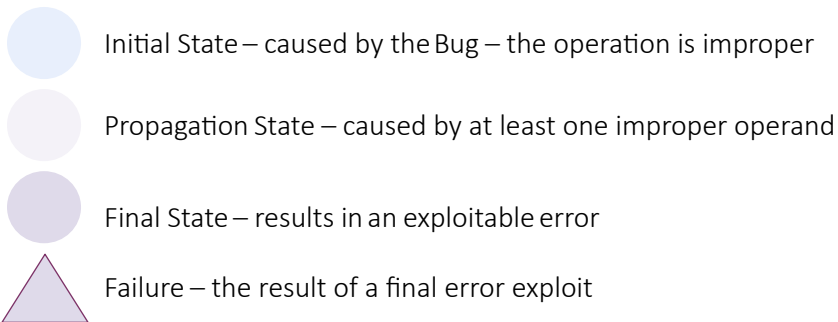 Initial State – caused by the Bug – the operation is improper
Propagation State – caused by at least one improper operand
Final State – results in an exploitable error
Failure – the result of a final error exploit